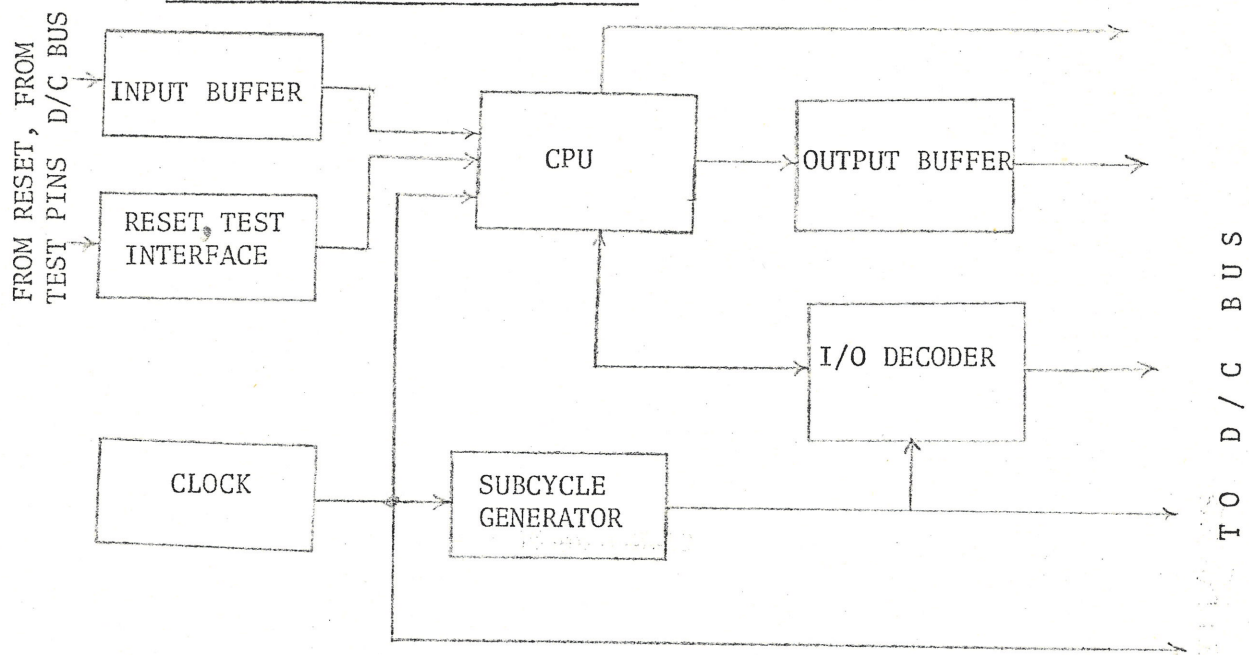 FROM RESET, FROM
TEST PINS D/C BUS
INPUT BUFFER
RESET, TEST
INTERFACE
CPU
OUTPUT BUFFER
I/O DECODER
CLOCK
SUBCYCLE
GENERATOR
TO D/C BUS